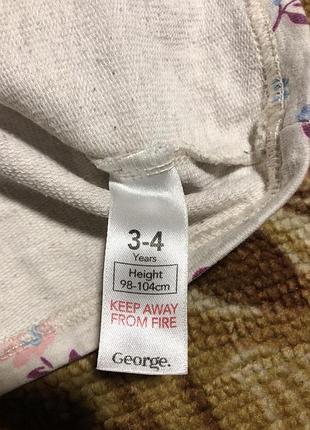 3-4
Years
Height
98-104cm
KEEP AWAY
FROM FIRE
George.